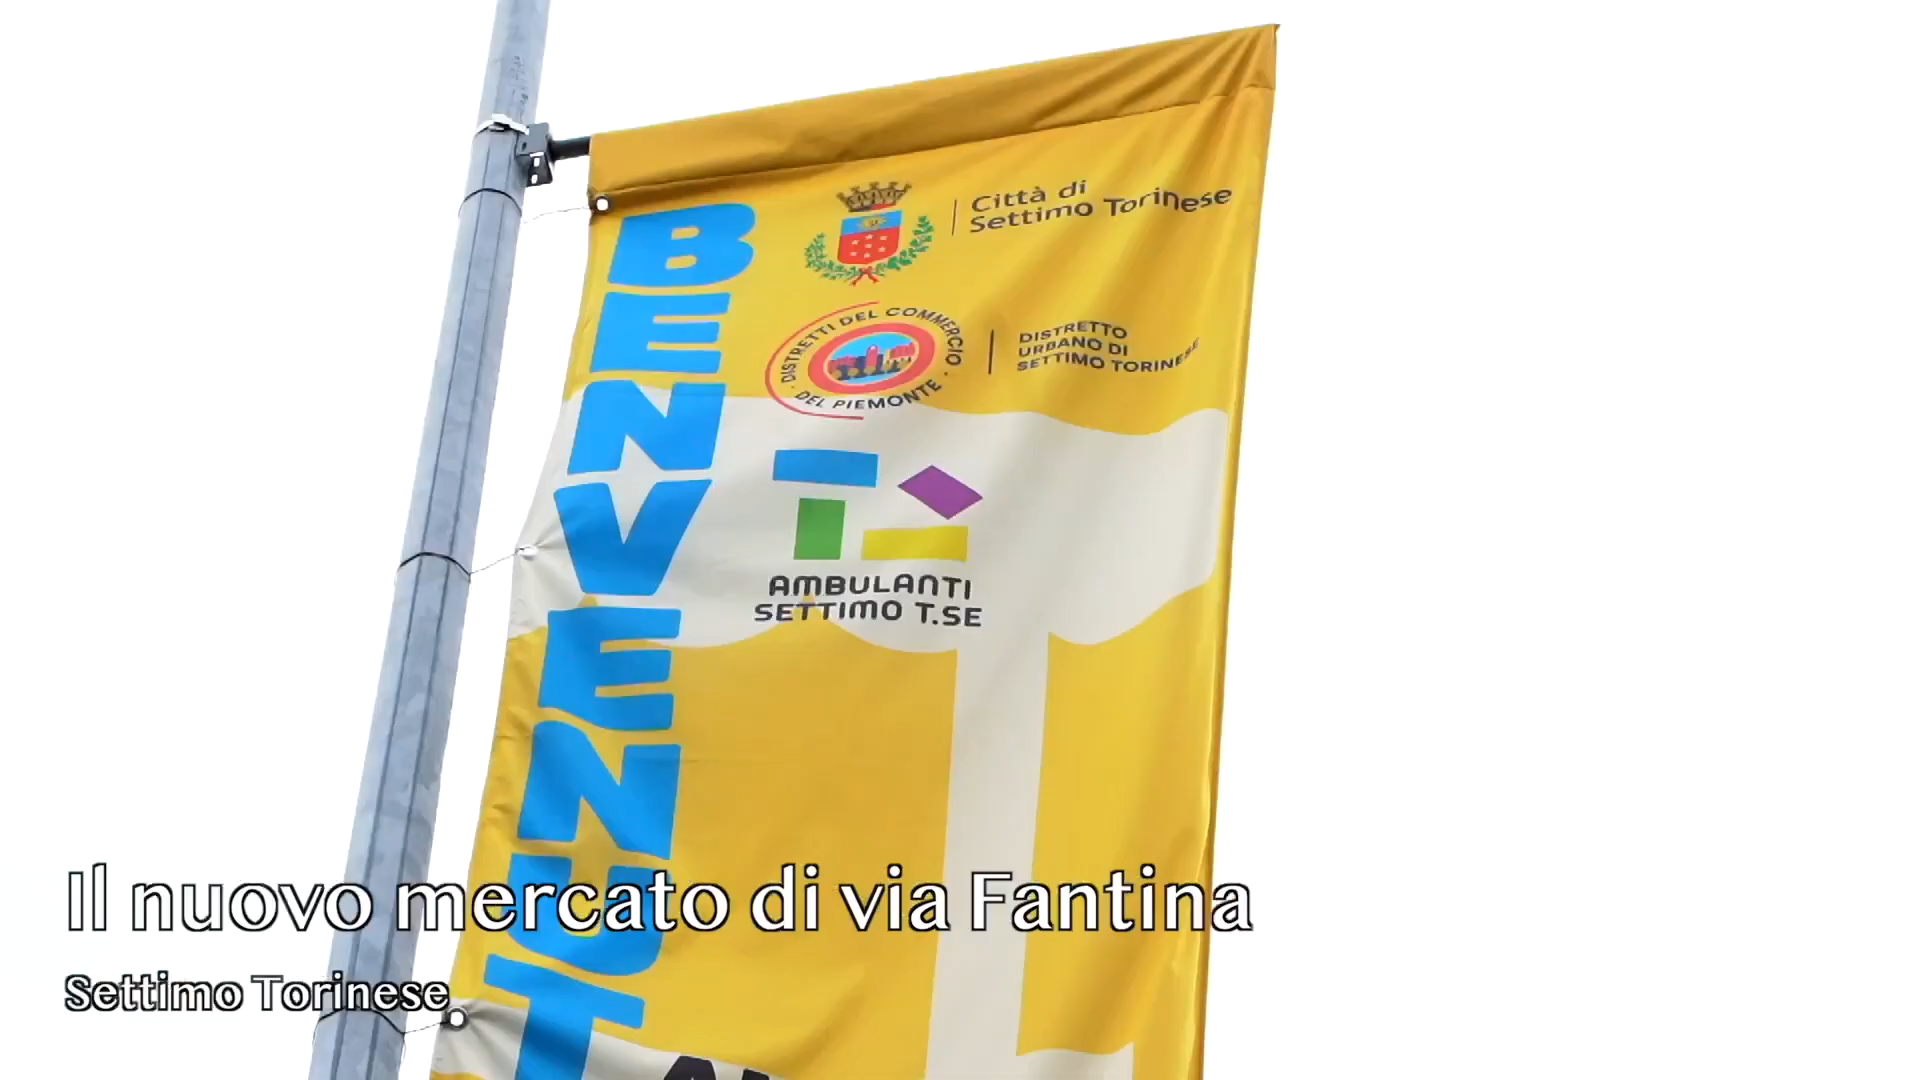 BENVENUT
Città di
Settimo Torinese
DISTRETTI DEL COMMERCIO
DEL PIEMONTE
DISTRETTO
URBANO DI
SETTIMO TORINESE
AMBULANTI
SETTIMO T.SE
Il nuovo mercato di via Fantina
Settimo Torinese